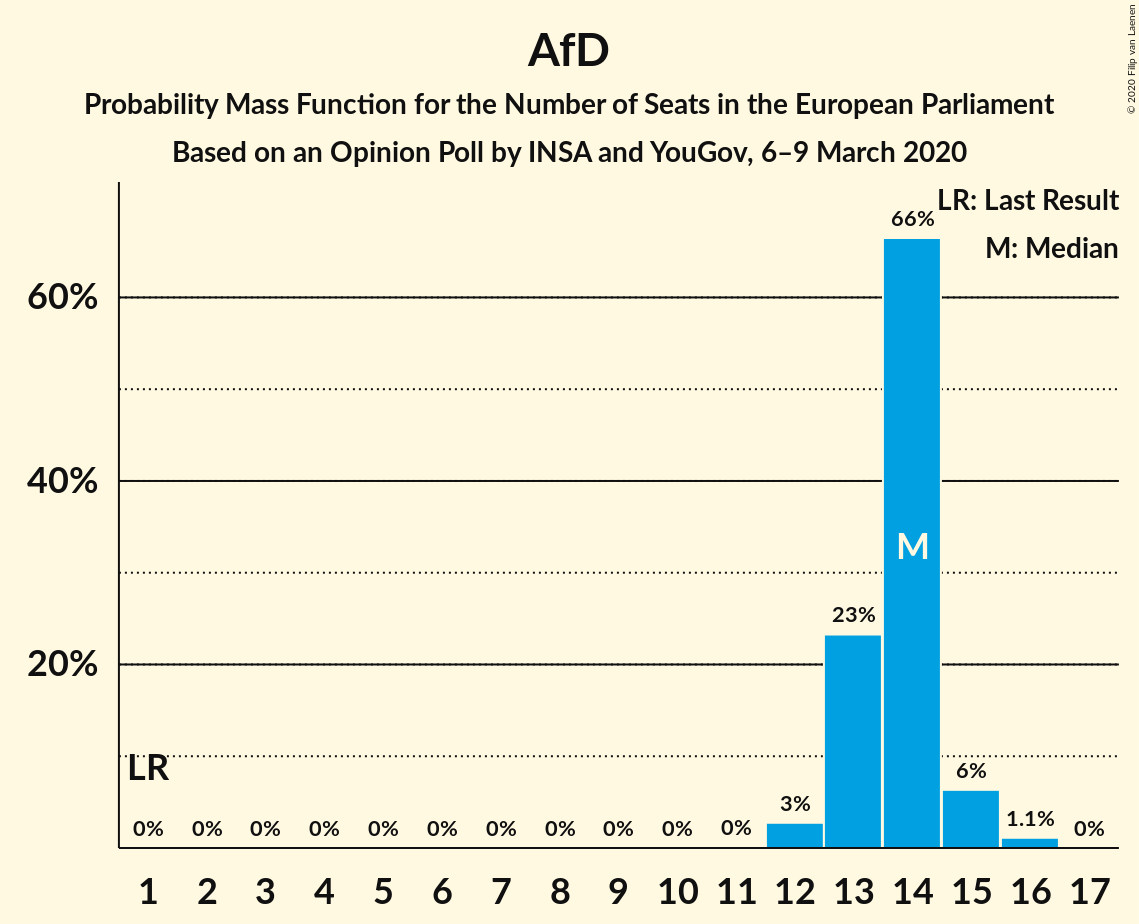 © 2020 Filip van Laenen
AfD
Probability Mass Function for the Number of Seats in the European Parliament
Based on an Opinion Poll by INSA and YouGov, 6–9 March 2020
LR: Last Result
M: Median
66%
60%
40%
M
23%
20%
LR
6%
3%
1.1%
0% 0% 0% 0% 0% 0% 0% 0% 0% 0% 0% 0%
1 2 3 4 5 6 7 8 9 10 11 12 13 14 15 16 17